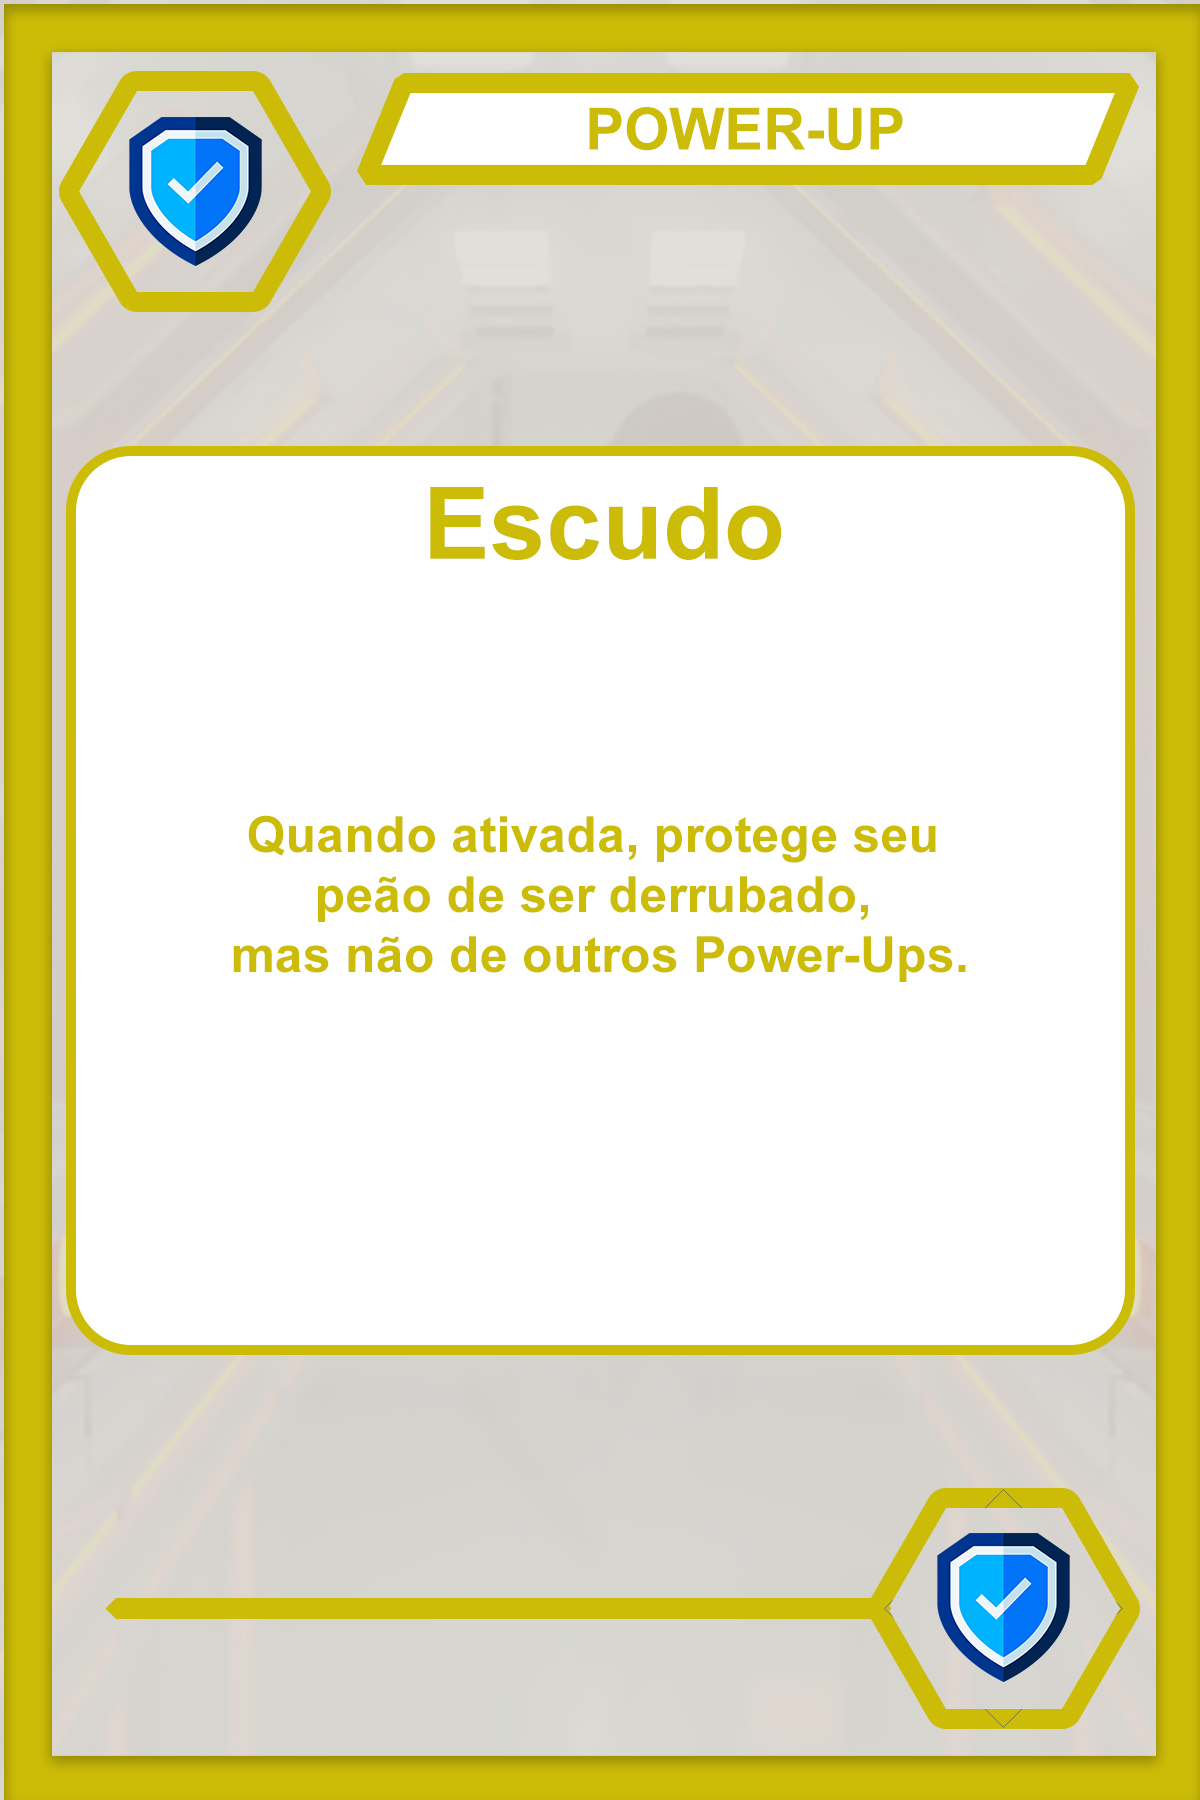 POWER-UP
Escudo
Quando ativada, protege seu
peão de ser derrubado,
mas não de outros Power-Ups.